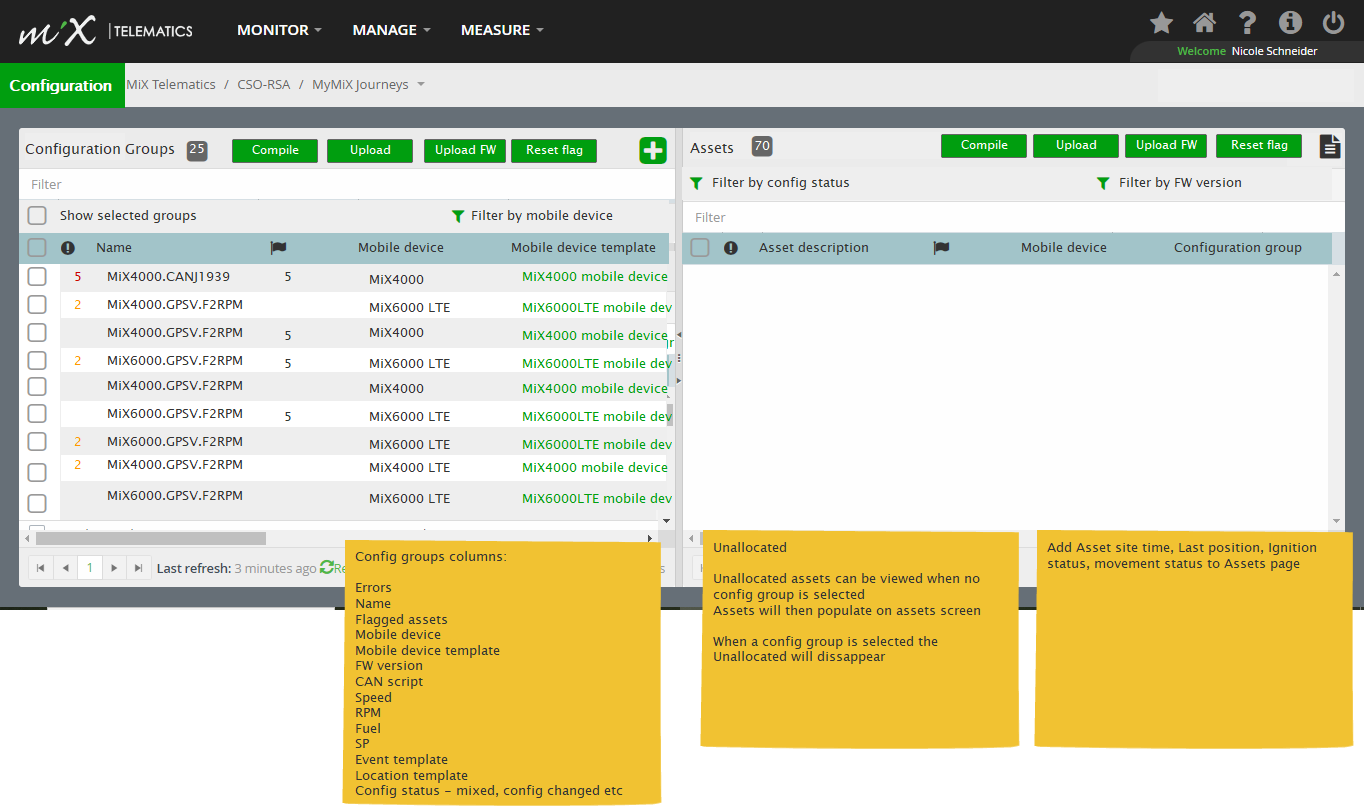 miX TELEMATICS MONITOR MANAGE MEASURE
Welcome Nicole Schneider
Configuration MiX Telematics / CSO-RSA / MyMiX Journeys
Configuration Groups 25 Compile Upload Upload FW Reset flag
Filter
Show selected groups Filter by mobile device
Name Mobile device Mobile device template
5 MiX4000.CANJ1939 5 MiX4000 MiX4000 mobile device
2 MiX4000.GPSV.F2RPM MiX6000 LTE MiX6000LTE mobile dev
MiX4000.GPSV.F2RPM 5 MiX4000 MiX4000 mobile device
2 MiX6000.GPSV.F2RPM 5 MiX6000 LTE MiX6000LTE mobile dev
MiX4000.GPSV.F2RPM MiX4000 MiX4000 mobile device
MiX6000.GPSV.F2RPM 5 MiX6000 LTE MiX6000LTE mobile dev
2 MiX6000.GPSV.F2RPM MiX6000 LTE MiX6000LTE mobile dev
2 MiX4000.GPSV.F2RPM MiX4000 LTE MiX4000 mobile device
MiX6000.GPSV.F2RPM MiX6000 LTE MiX6000LTE mobile dev
1 Last refresh: 3 minutes ago Re
Assets 70 Compile Upload Upload FW Reset flag
Filter by config status Filter by FW version
Filter
Asset description Mobile device Configuration group
Config groups columns:
Errors
Name
Flagged assets
Mobile device
Mobile device template
FW version
CAN script
Speed
RPM
Fuel
SP
Event template
Location template
Config status - mixed, config changed etc
Unallocated
Unallocated assets can be viewed when no
config group is selected
Assets will then populate on assets screen
When a config group is selected the
Unallocated will dissappear
Add Asset site time, Last position, Ignition
status, movement status to Assets page